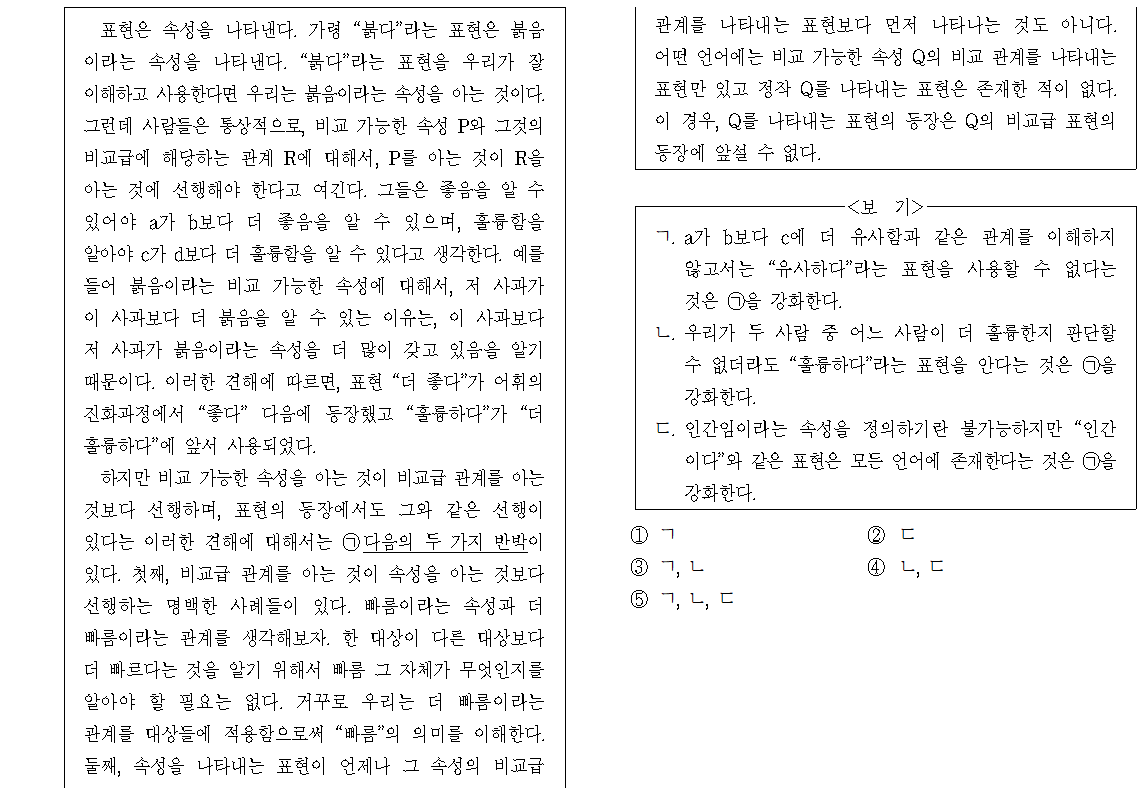 표현은 속성을 나타낸다. 가령 “붉다”라는 표현은 붉음
이라는 속성을 나타낸다. “붉다”라는 표현을 우리가 잘
이해하고 사용한다면 우리는 붉음이라는 속성을 아는 것이다.
그런데 사람들은 통상적으로, 비교 가능한 속성 P와 그것의
비교급에 해당하는 관계 R에 대해서, P를 아는 것이 R을
아는 것에 선행해야 한다고 여긴다. 그들은 좋음을 알 수
있어야 a가 b보다 더 좋음을 알 수 있으며, 훌륭함을
알아야 c가 d보다 더 훌륭함을 알 수 있다고 생각한다. 예를
들어 붉음이라는 비교 가능한 속성에 대해서, 저 사과가
이 사과보다 더 붉음을 알 수 있는 이유는, 이 사과보다
저 사과가 붉음이라는 속성을 더 많이 갖고 있음을 알기
때문이다. 이러한 견해에 따르면, 표현 “더 좋다”가 어휘의
진화과정에서 “좋다” 다음에 등장했고 “훌륭하다”가 “더
훌륭하다”에 앞서 사용되었다.
하지만 비교 가능한 속성을 아는 것이 비교급 관계를 아는
것보다 선행하며, 표현의 등장에서도 그와 같은 선행이
있다는 이러한 견해에 대해서는 ㉠다음의 두 가지 반박이
있다. 첫째, 비교급 관계를 아는 것이 속성을 아는 것보다
선행하는 명백한 사례들이 있다. 빠름이라는 속성과 더
빠름이라는 관계를 생각해보자. 한 대상이 다른 대상보다
더 빠르다는 것을 알기 위해서 빠름 그 자체가 무엇인지를
알아야 할 필요는 없다. 거꾸로 우리는 더 빠름이라는
관계를 대상들에 적용함으로써 “빠름”의 의미를 이해한다.
둘째, 속성을 나타내는 표현이 언제나 그 속성의 비교급
관계를 나타내는 표현보다 먼저 나타나는 것도 아니다.
어떤 언어에는 비교 가능한 속성 Q의 비교 관계를 나타내는
표현만 있고 정작 Q를 나타내는 표현은 존재한 적이 없다.
이 경우, Q를 나타내는 표현의 등장은 Q의 비교급 표현의
등장에 앞설 수 없다.
<보 기>
ㄱ. a가 b보다 c에 더 유사함과 같은 관계를 이해하지
않고서는 “유사하다”라는 표현을 사용할 수 없다는
것은 ㉠을 강화한다.
ㄴ. 우리가 두 사람 중 어느 사람이 더 훌륭한지 판단할
수 없더라도 “훌륭하다”라는 표현을 안다는 것은 ㉠을
강화한다.
ㄷ. 인간임이라는 속성을 정의하기란 불가능하지만 “인간
이다”와 같은 표현은 모든 언어에 존재한다는 것은 ㉠을
강화한다.
① ㄱ ② ㄷ
③ ㄱ, ㄴ ④ ㄴ, ㄷ
⑤ ㄱ, ㄴ, ㄷ